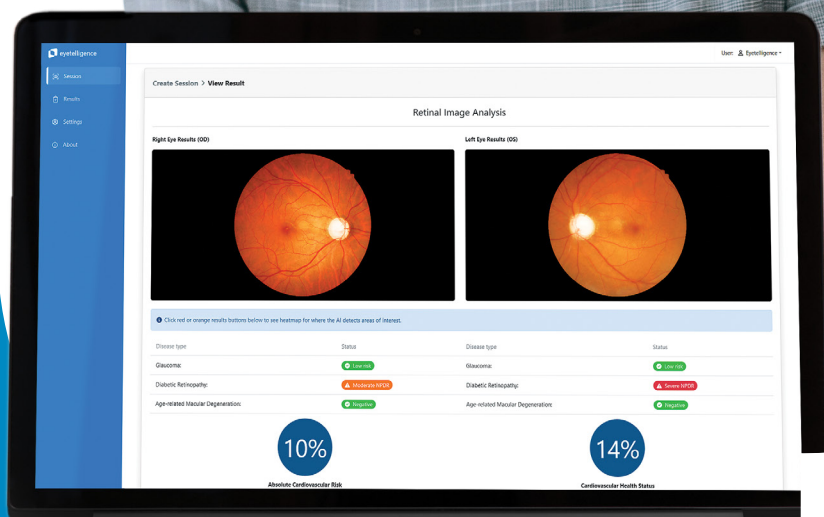 eyetelligence
User: Eyetelligence
Session
Results
Settings
About
Create Session > View Result
Retinal Image Analysis
Right Eye Results (OD)
Left Eye Results (OS)
Click red or orange results buttons below to see heatmap for where the AI detects areas of interest.
Disease type Status Disease type Status
Glaucoma: Low risk Glaucoma: Low risk
Diabetic Retinopathy: Moderate NPDR Diabetic Retinopathy: Severe NPDR
Age-related Macular Degeneration: Negative Age-related Macular Degeneration: Negative
10% 14%
Absolute Cardiovascular Risk Cardiovascular Health Status